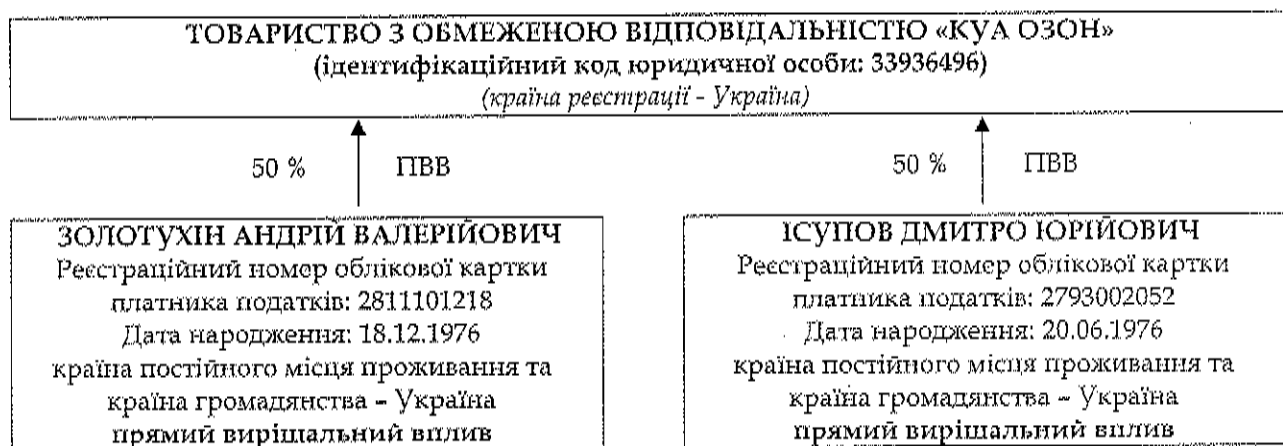 ТОВАРИСТВО З ОБМЕЖЕНОЮ ВІДПОВІДАЛЬНІСТЮ «КУА ОЗОН»
(ідентифікаційний код юридичної особи: 33936496)
(країна реєстрації - Україна)
50 % ПВВ
50 % ПВВ
ЗОЛОТУХІН АНДРІЙ ВАЛЕРІЙОВИЧ
Реєстраційний номер облікової картки
платника податків: 2811101218
Дата народження: 18.12.1976
країна постійного місця проживання та
країна громадянства – Україна
прямий вирішальний вплив
ІСУПОВ ДМИТРО ЮРІЙОВИЧ
Реєстраційний номер облікової картки
платника податків: 2793002052
Дата народження: 20.06.1976
країна постійного місця проживання та
країна громадянства – Україна
прямий вирішальний вплив